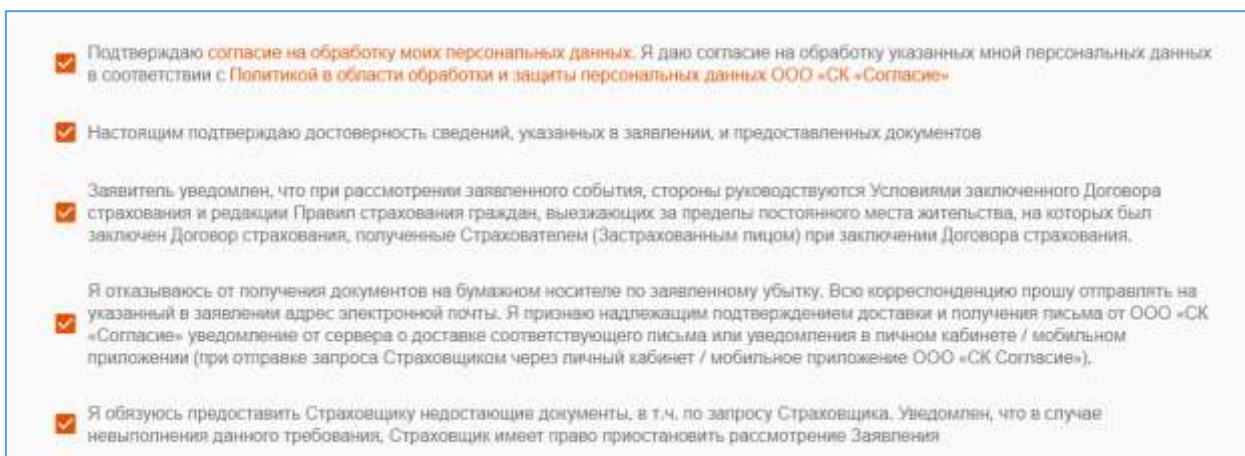 Подтверждаю согласие на обработку моих персональных данных. Я даю согласие на обработку указанных мной персональных данных
в соответствии с Политикой в области обработки и защиты персональных данных ООО «СК «Согласие»
Настоящим подтверждаю достоверность сведений, указанных в заявлении, и предоставленных документов
Заявитель уведомлен, что при рассмотрении заявленного события, стороны руководствуются Условиями заключенного Договора
страхования и редакции Правил страхования граждан, выезжающих за пределы постоянного места жительства, на которых был
заключен Договор страхования, полученные Страхователем (Застрахованным лицом) при заключении Договора страхования.
Я отказываюсь от получения документов на бумажном носителе по заявленному убытку. Всю корреспонденцию прошу отправлять на
указанный в заявлении адрес электронной почты. Я признаю надлежащим подтверждением доставки и получения письма от ООО «СК
«Согласие» уведомление от сервера о доставке соответствующего письма или уведомления в личном кабинете / мобильном
приложении (при отправке запроса Страховщиком через личный кабинет / мобильное приложение ООО «СК Согласие»).
Я обязуюсь предоставить Страховщику недостающие документы, в т.ч. по запросу Страховщика. Уведомлен, что в случае
невыполнения данного требования, Страховщик имеет право приостановить рассмотрение Заявления